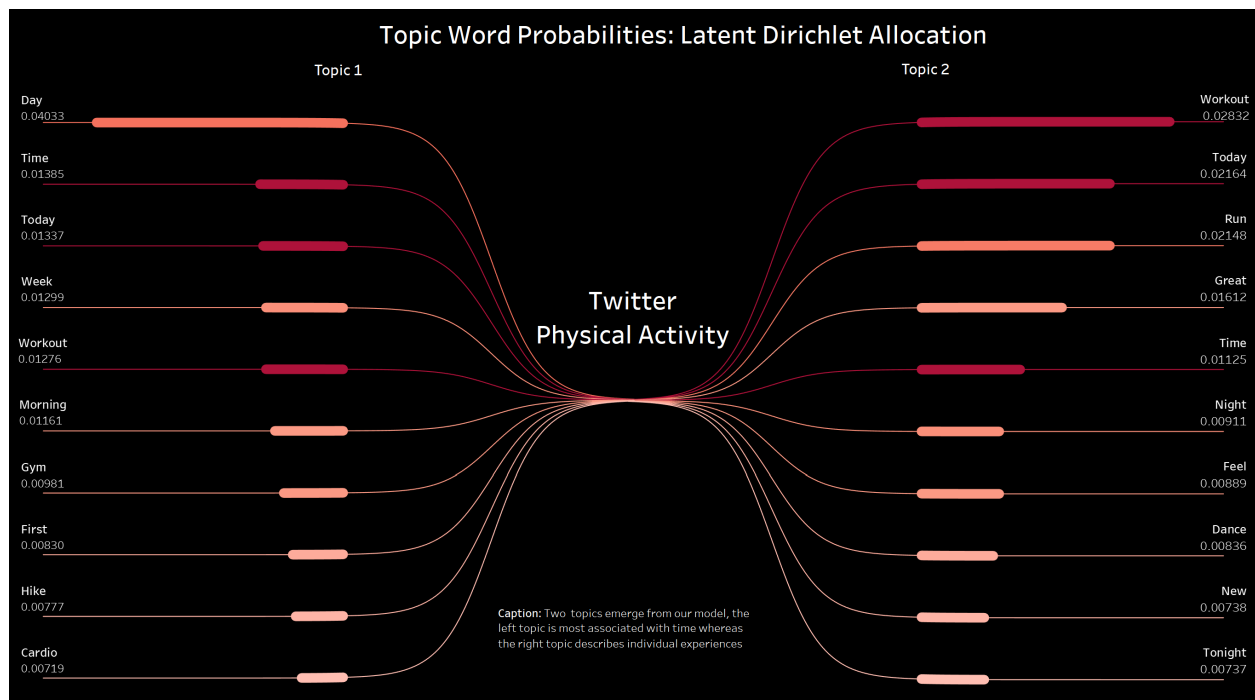 Topic Word Probabilities: Latent Dirichlet Allocation
Topic 1
Day
0.04033
Time
0.01385
Today
0.01337
Week
0.01299
Workout
0.01276
Morning
0.01161
Gym
0.00981
First
0.00830
Hike
0.00777
Cardio
0.00719
Twitter
Physical Activity
Caption: Two topics emerge from our model, the
left topic is most associated with time whereas
the right topic describes individual experiences
Topic 2
Workout
0.02832
Today
0.02164
Run
0.02148
Great
0.01612
Time
0.01125
Night
0.00911
Feel
0.00889
Dance
0.00836
New
0.00738
Tonight
0.00737